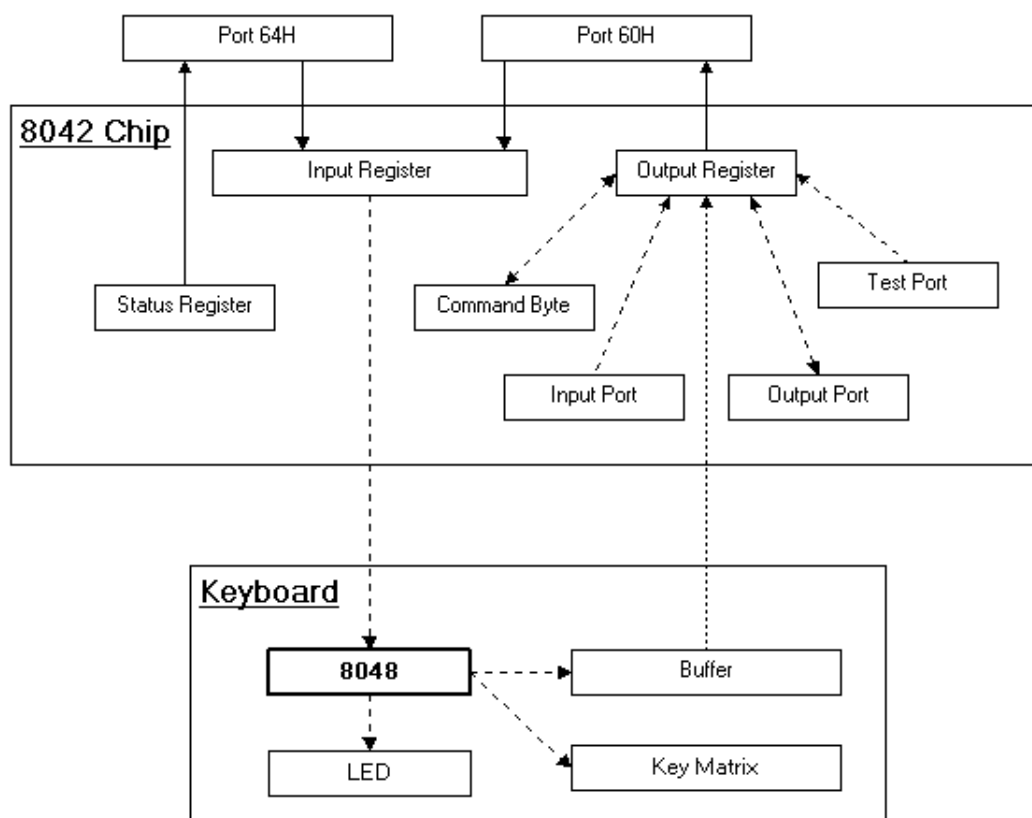 Port 64H
Port 60H
8042 Chip
Input Register
Output Register
Test Port
Status Register
Command Byte
Input Port
Output Port
Keyboard
8048
Buffer
LED
Key Matrix